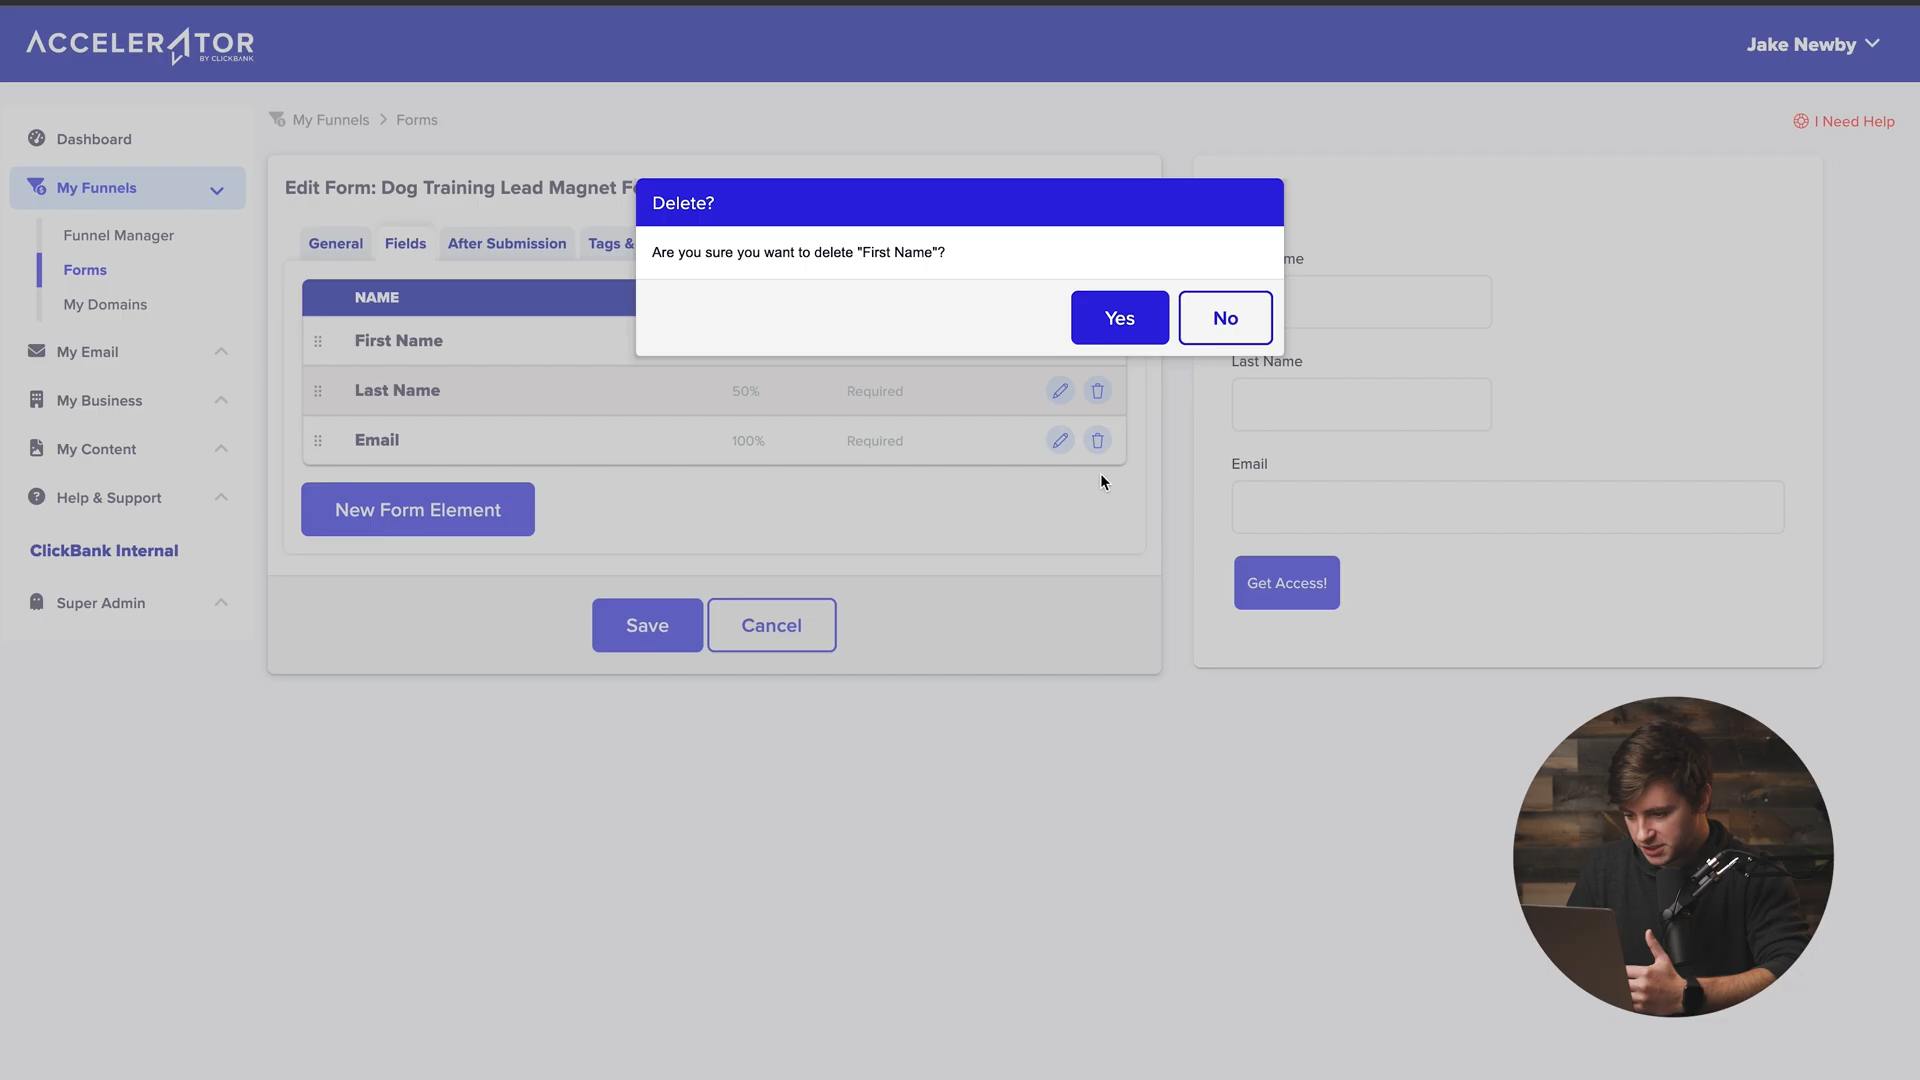 ACCELERATOR
BY CLICKBANK
Jake Newby
Dashboard
My Funnels
Funnel Manager
Forms
My Domains
My Email
My Business
My Content
Help & Support
ClickBank Internal
Super Admin
My Funnels > Forms
I Need Help
Edit Form: Dog Training Lead Magnet
General
Fields
After Submission
Tags &
NAME
First Name
Last Name 50% Required
Email 100% Required
New Form Element
Save
Cancel
Delete?
Are you sure you want to delete "First Name"?
Yes
No
Last Name
Email
Get Access!